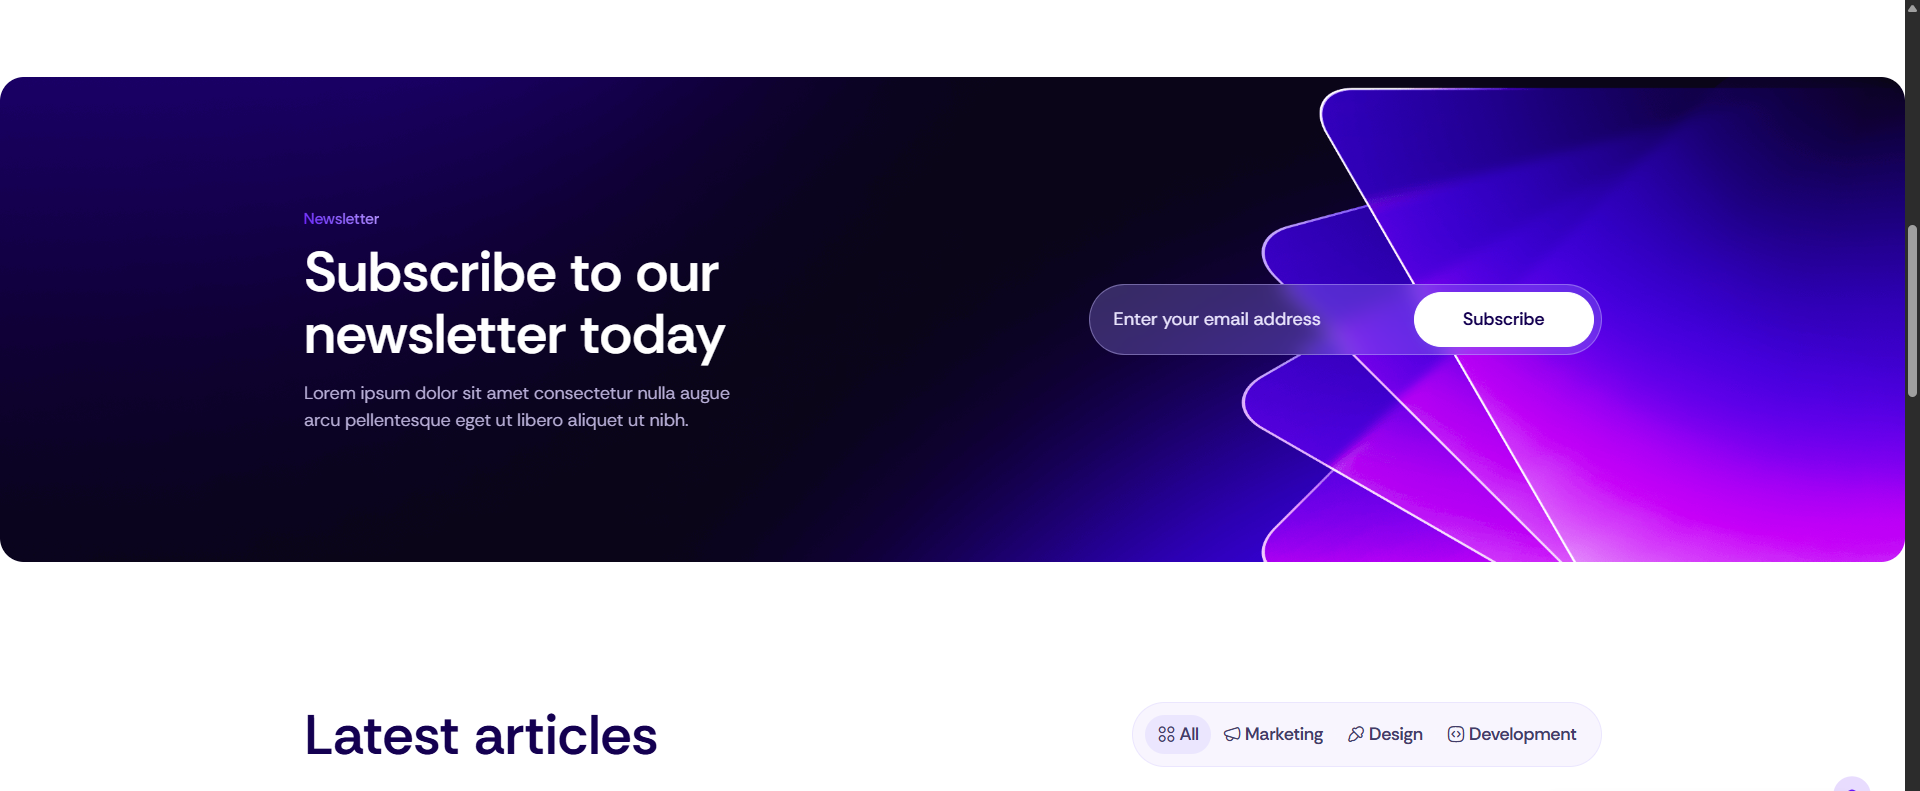 Newsletter
Subscribe to our
newsletter today
Lorem ipsum dolor sit amet consectetur nulla augue
arcu pellentesque eget ut libero aliquet ut nibh.
Enter your email address
Subscribe
Latest articles
All
Marketing
Design
Development